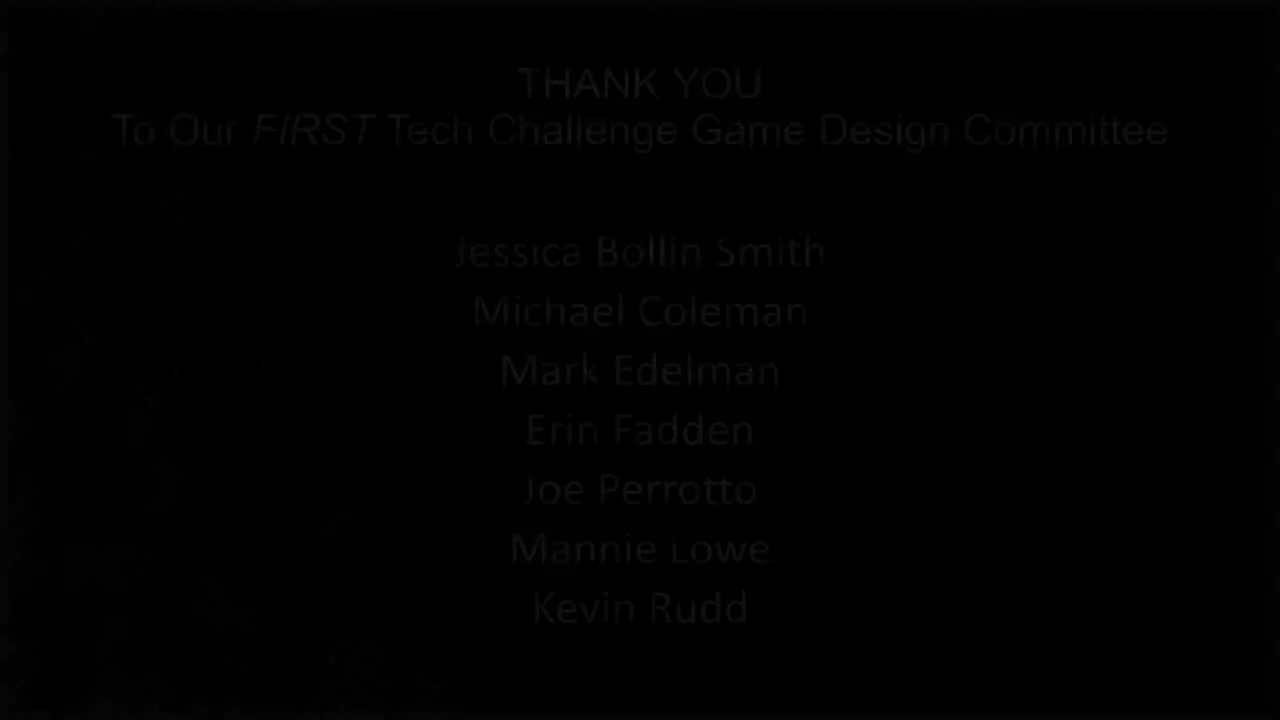 THANK YOU
To Our FIRST Tech Challenge Game Design Committee
Jessica Bollin Smith
Michael Coleman
Mark Edelman
Erin Fadden
Joe Perrotto
Mannie Lowe
Kevin Rudd